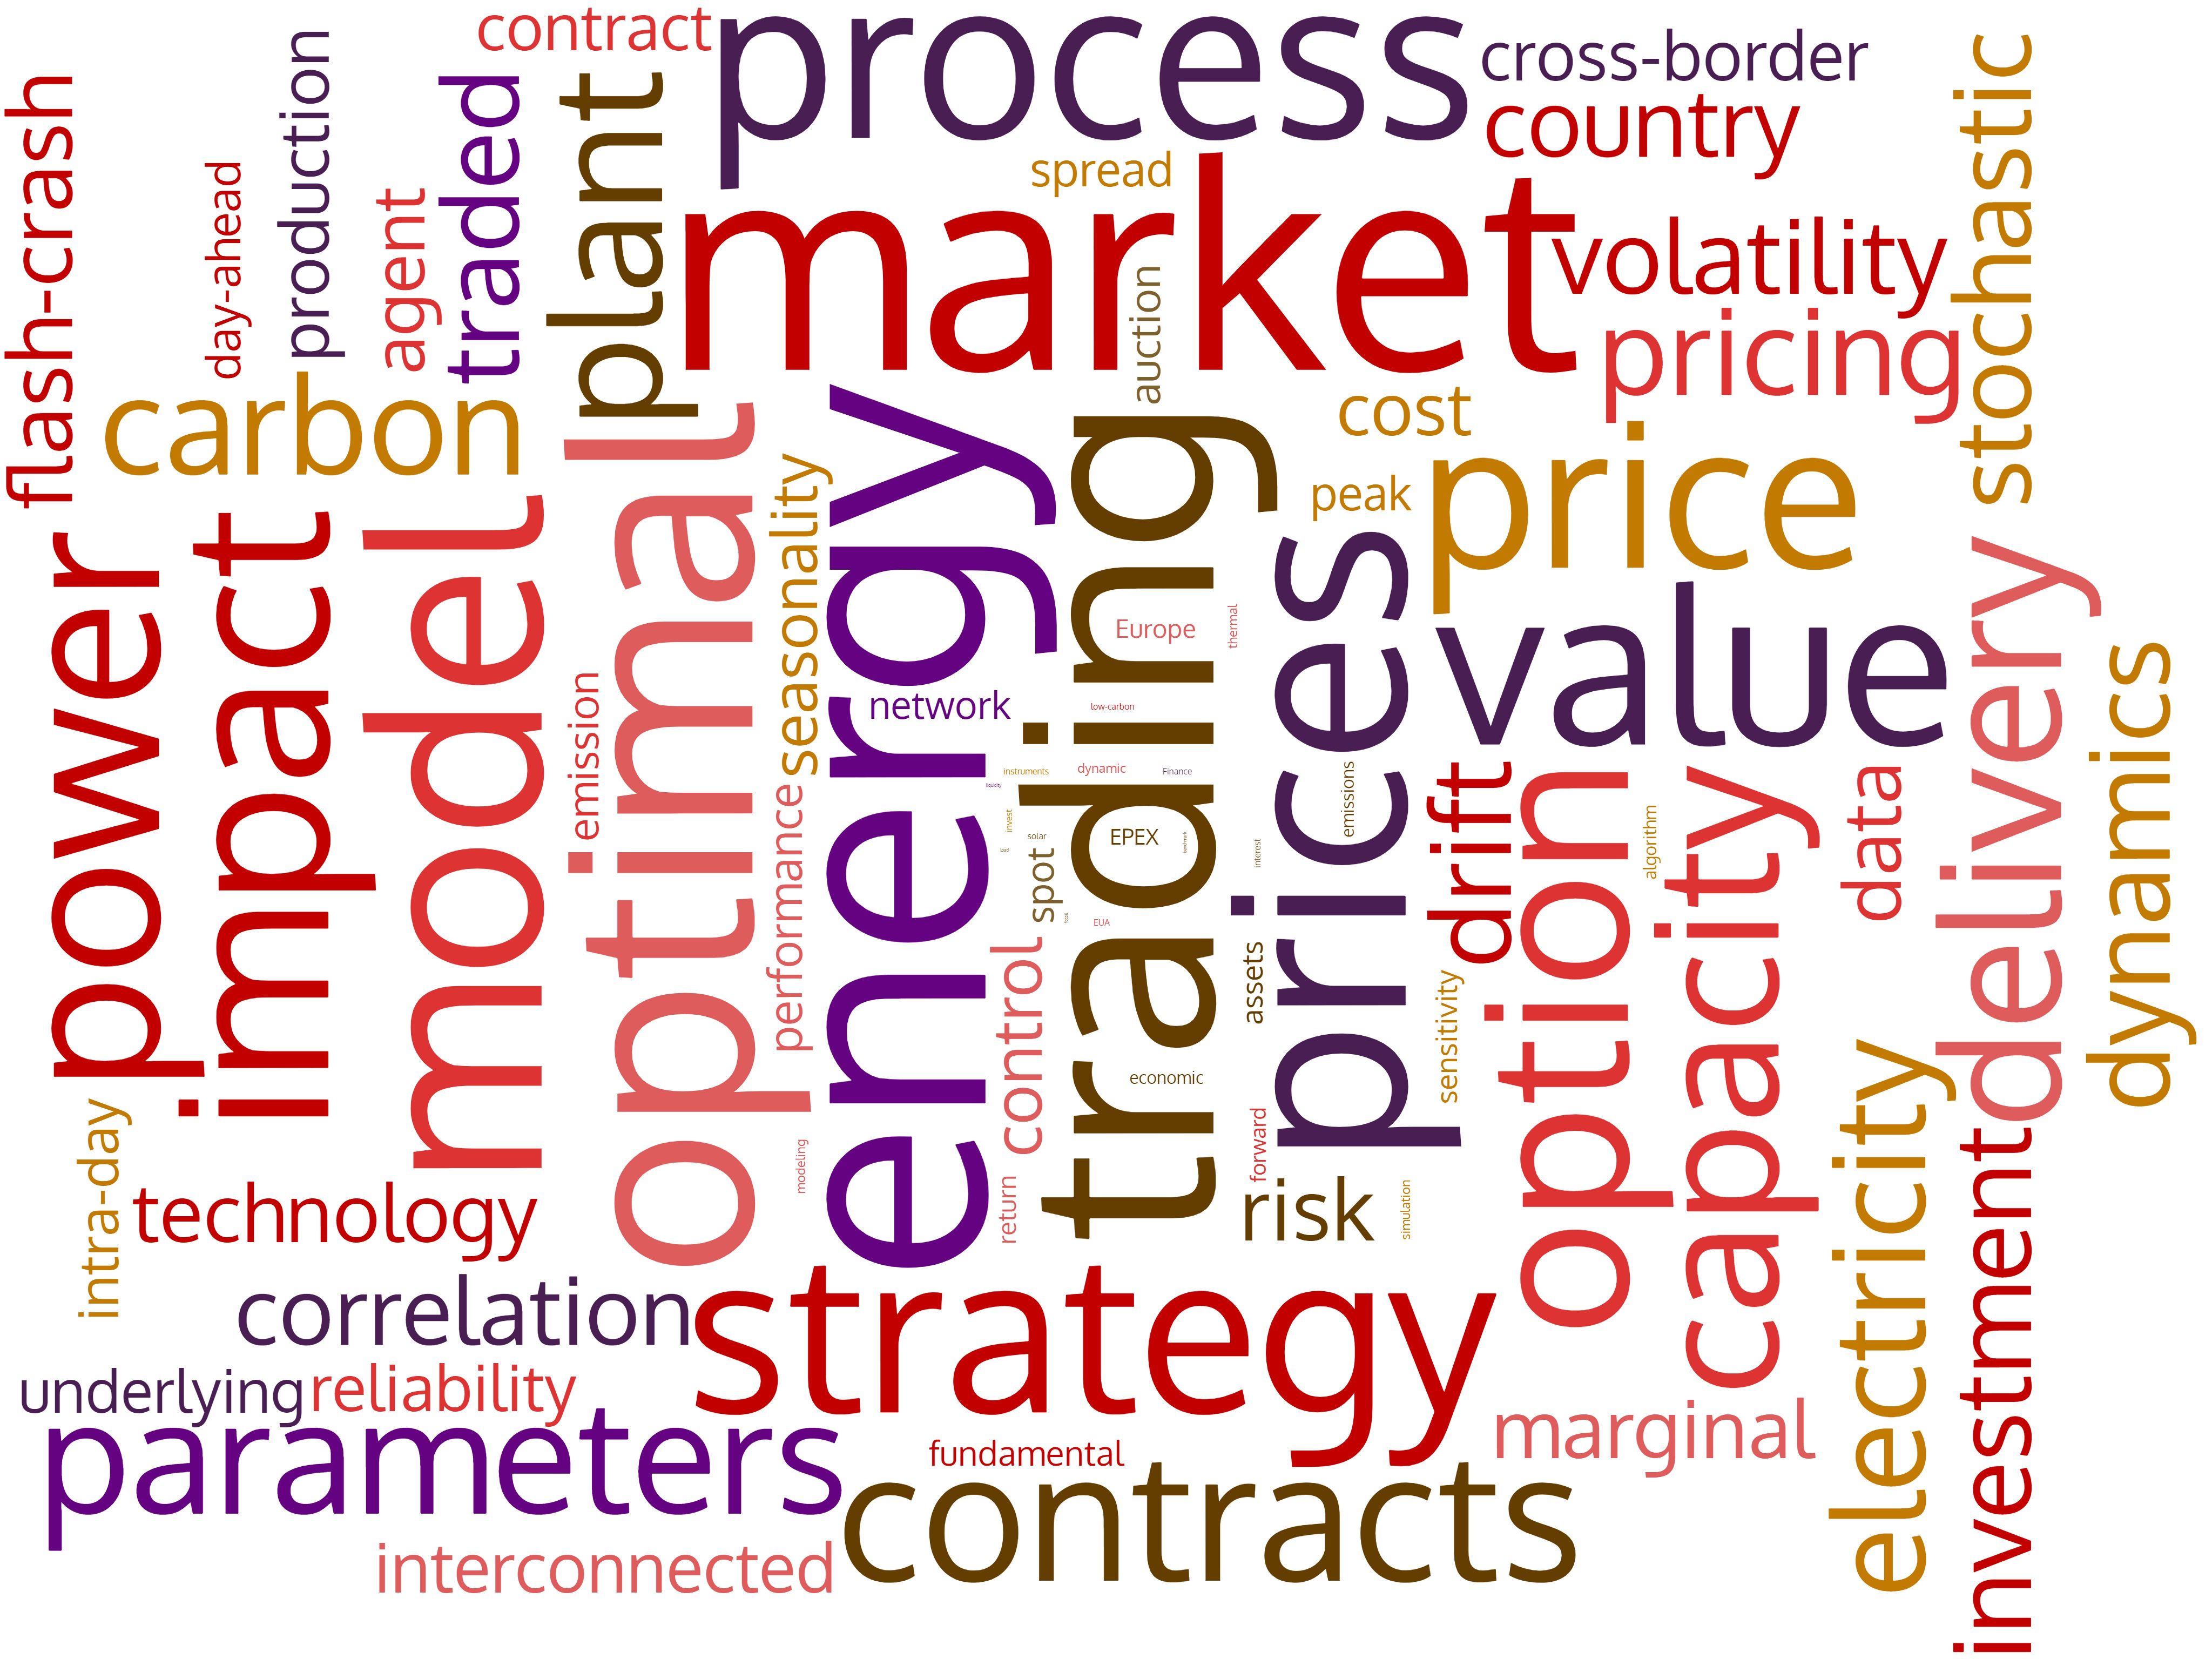 contract
process
cross-border
country
flash-crash
day-ahead
production
agent
traded
plant
spread
market
volatility
stochastic
auction
pricing
carbon
cost
price
peak
power
impact
model
optimal
seasonality
energy
trading
prices
value
delivery
dynamics
Europe
thermal
network
low-carbon
emission
instruments
dynamic
Finance
liquidity
invest
solar
EPEX
emissions
drift
option
algorithm
capacity
data
performance
spot
interest
EUA
control
assets
sensitivity
economic
intra-day
technology
modeling
return
forward
risk
simulation
electricity
investment
correlation
strategy
underlying
reliability
parameters
fundamental
marginal
contracts
interconnected